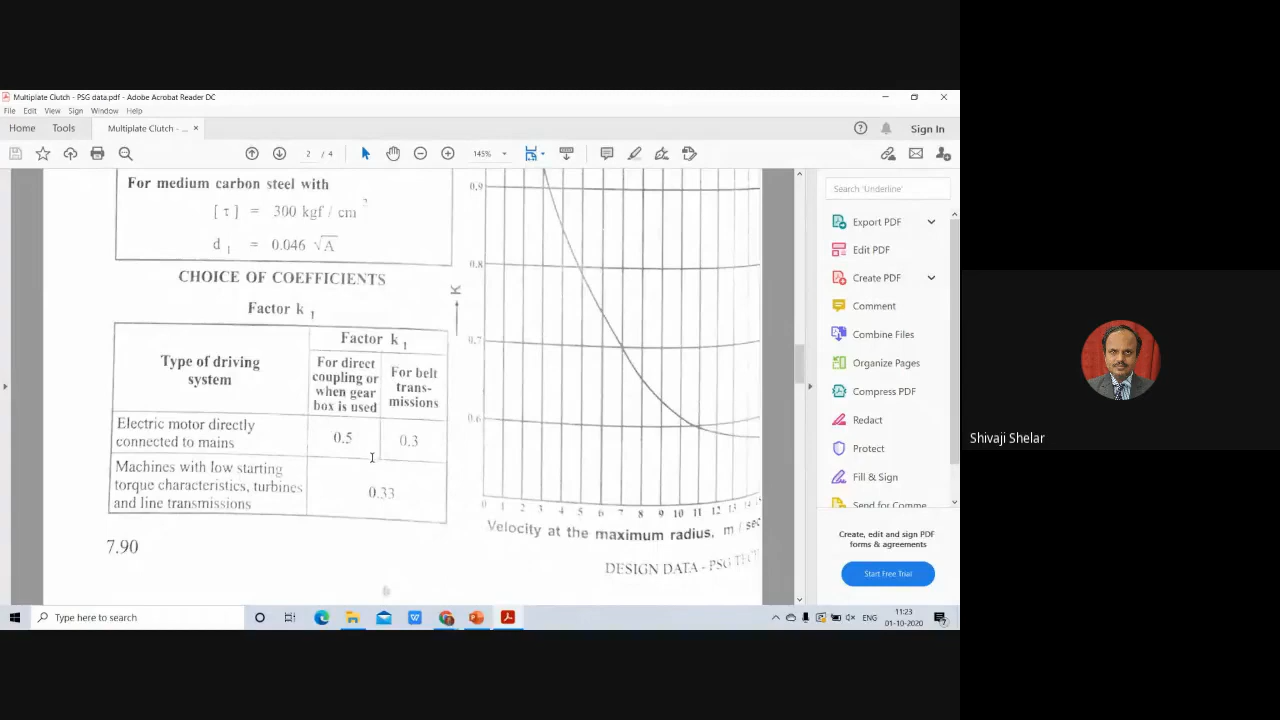 Multiplate Clutch - PSG data.pdf - Adobe Acrobat Reader DC
File Edit View Sign Window Help
Home Tools Multiplate Clutch - ... × Sign In
2 / 4 145%
For medium carbon steel with
[ τ ] = 300 kgf / cm 2
d 1 = 0.046 √A
CHOICE OF COEFFICIENTS
Factor k 1
Type of driving system
Factor k 1
For direct coupling or when gear box is used
For belt trans- missions
Electric motor directly connected to mains
0.5 0.3
Machines with low starting torque characteristics, turbines and line transmissions
0.33
7.90
0.9
0.8
K
0.7
0.6
0 1 2 3 4 5 6 7 8 9 10 11 12 13 14
Velocity at the maximum radius, m / sec
DESIGN DATA - PSG TECH
Search 'Underline'
Export PDF
Edit PDF
Create PDF
Comment
Combine Files
Organize Pages
Compress PDF
Redact
Protect
Fill & Sign
Send for Comme
Create, edit and sign PDF
forms & agreements
Start Free Trial
Type here to search
ENG
11:23
01-10-2020
Shivaji Shelar